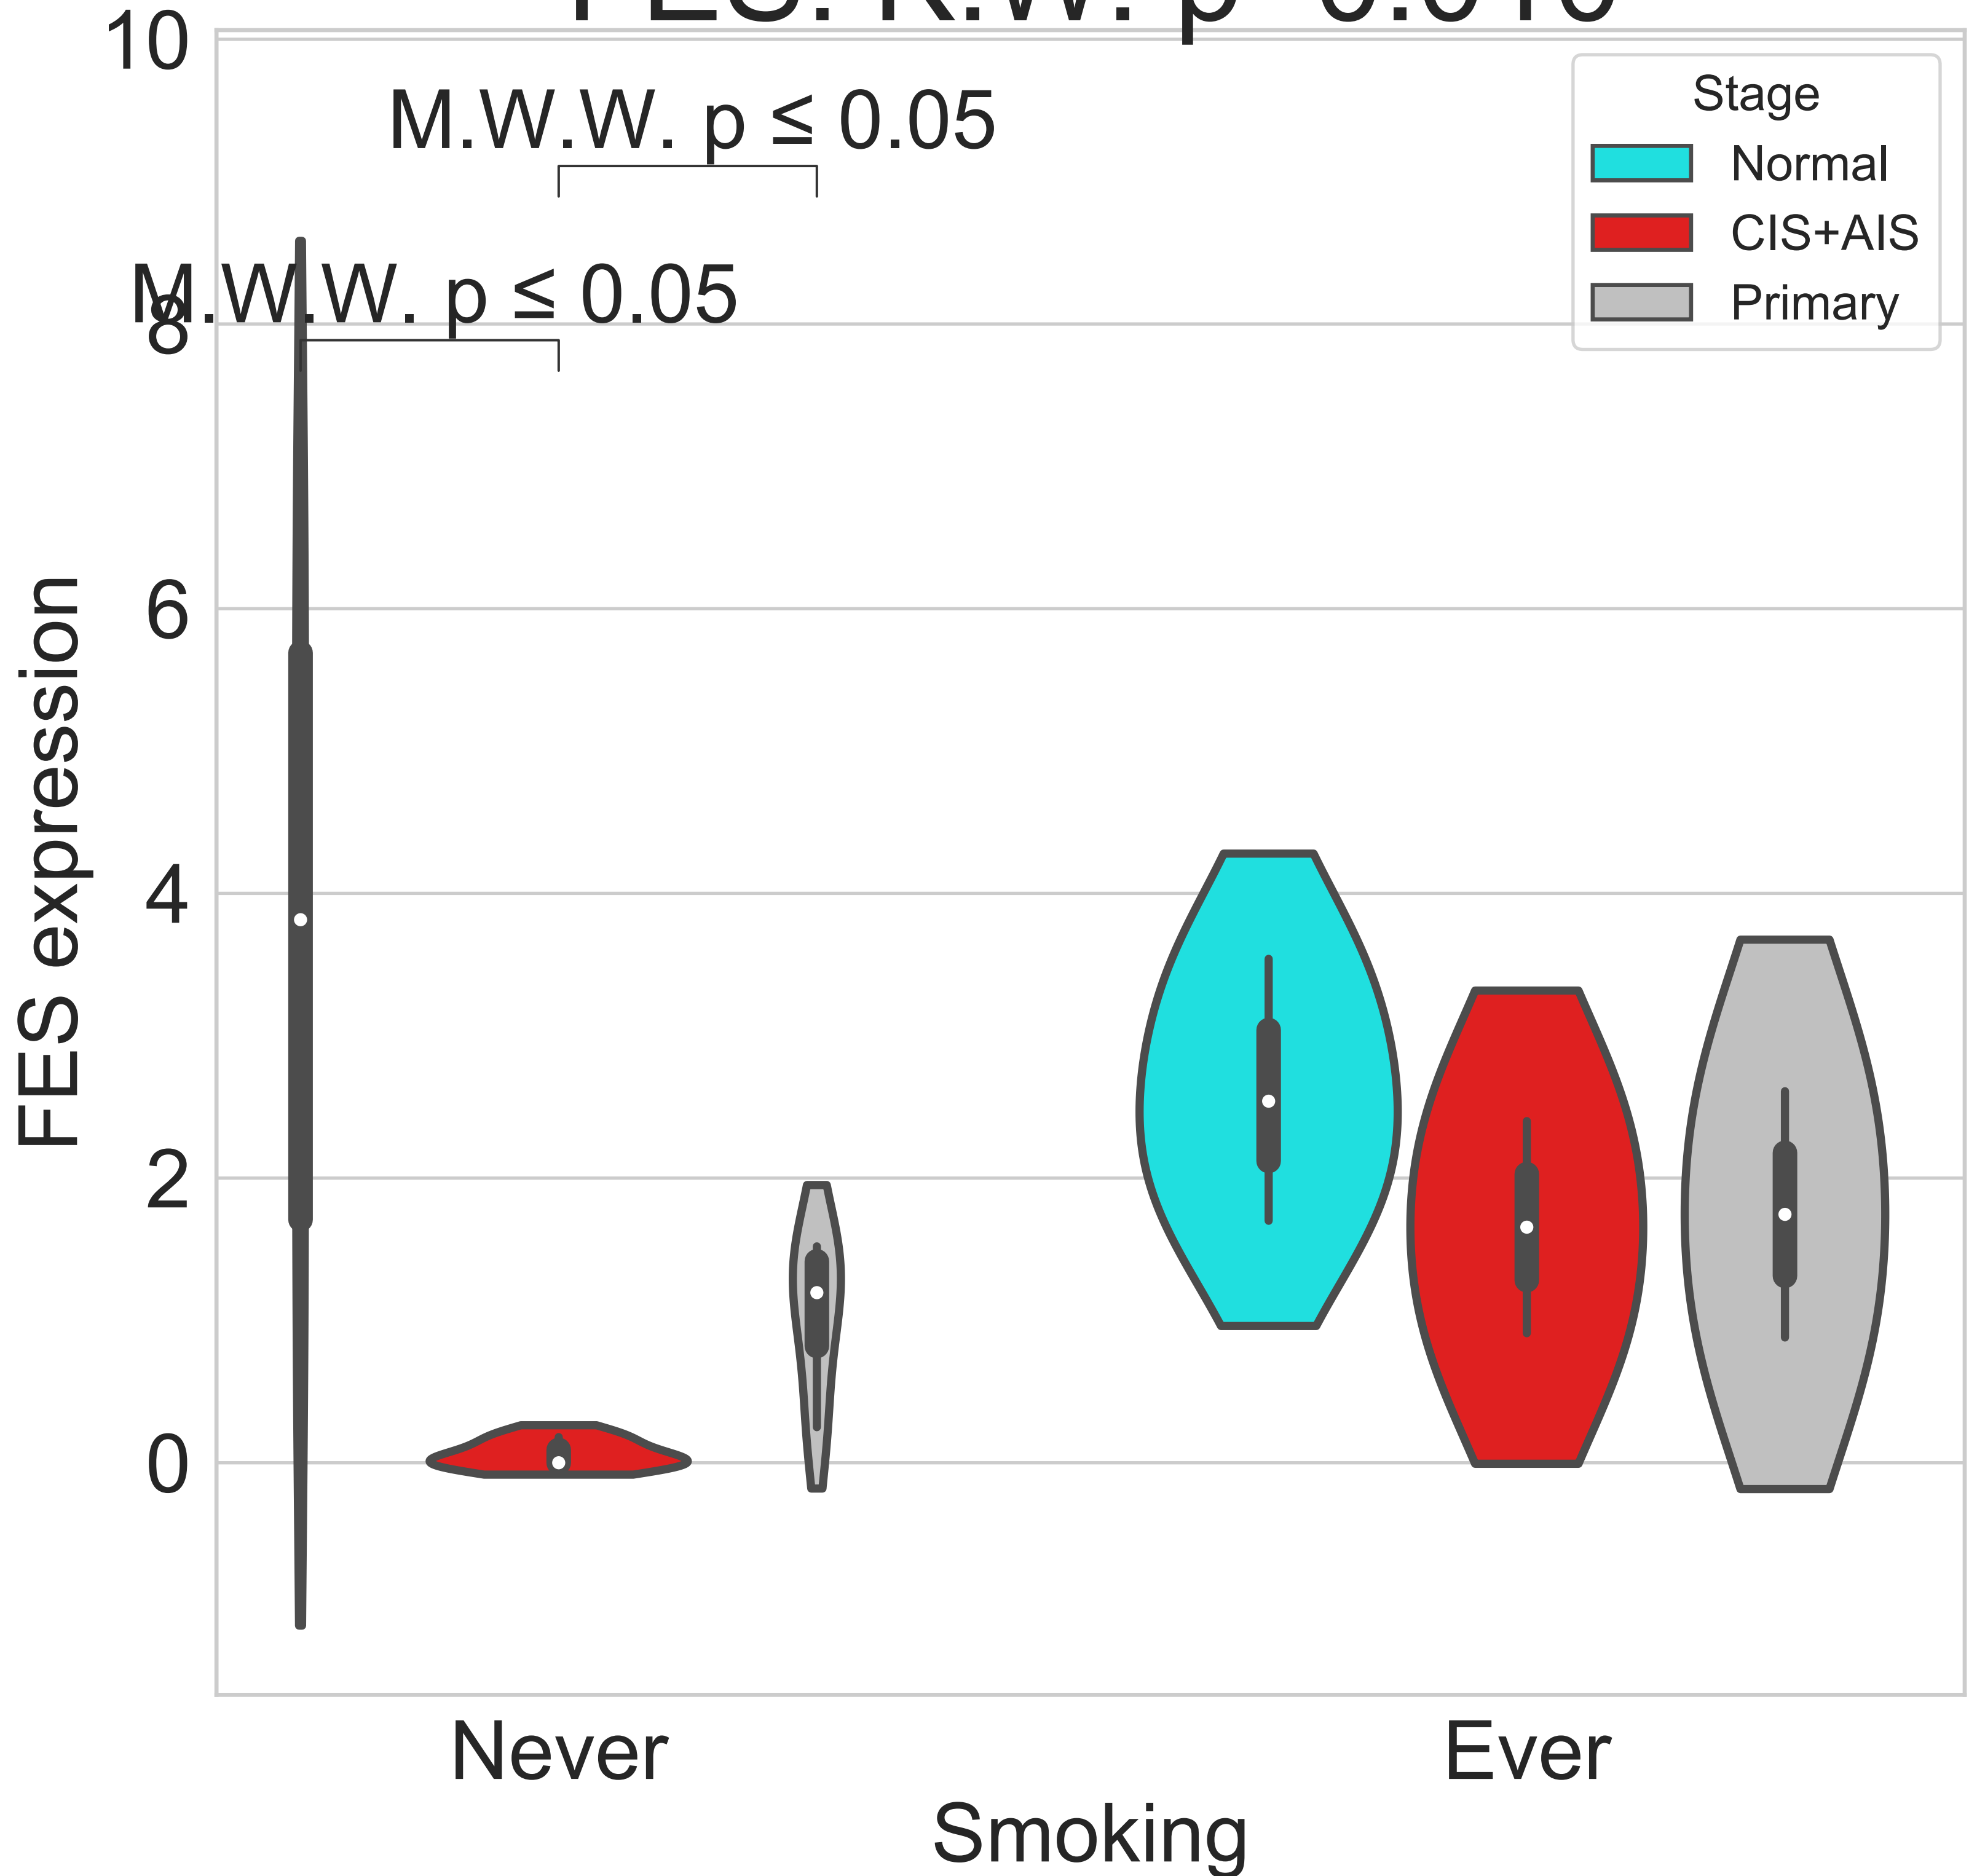 10
M.W.W. p ≤ 0.05
Stage
Normal
CIS+AIS
Primary
M.W.W. p ≤ 0.05
8
6
4
2
0
FES expression
Never
Ever
Smoking